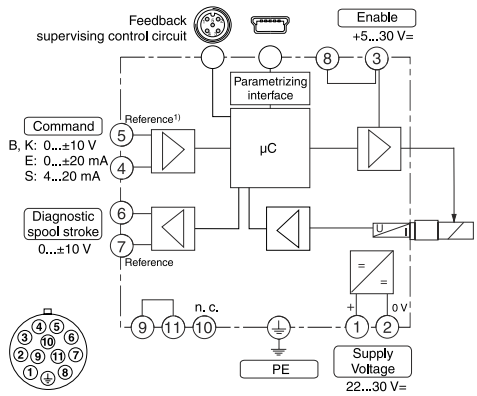 Feedback
supervising control circuit
Enable
+5...30 V=
8
3
Parametrizing
interface
Reference1)
Command
5
B, K: 0...±10 V
E: 0...±20 mA
S: 4...20 mA
4
µC
Diagnostic
spool stroke
0...±10 V
6
7
Reference
U
I
=
=
+
0 V
n. c.
9
11
10
1
2
PE
Supply
Voltage
22...30 V=
4 5
3 10 6
2 9 11 7
1 8